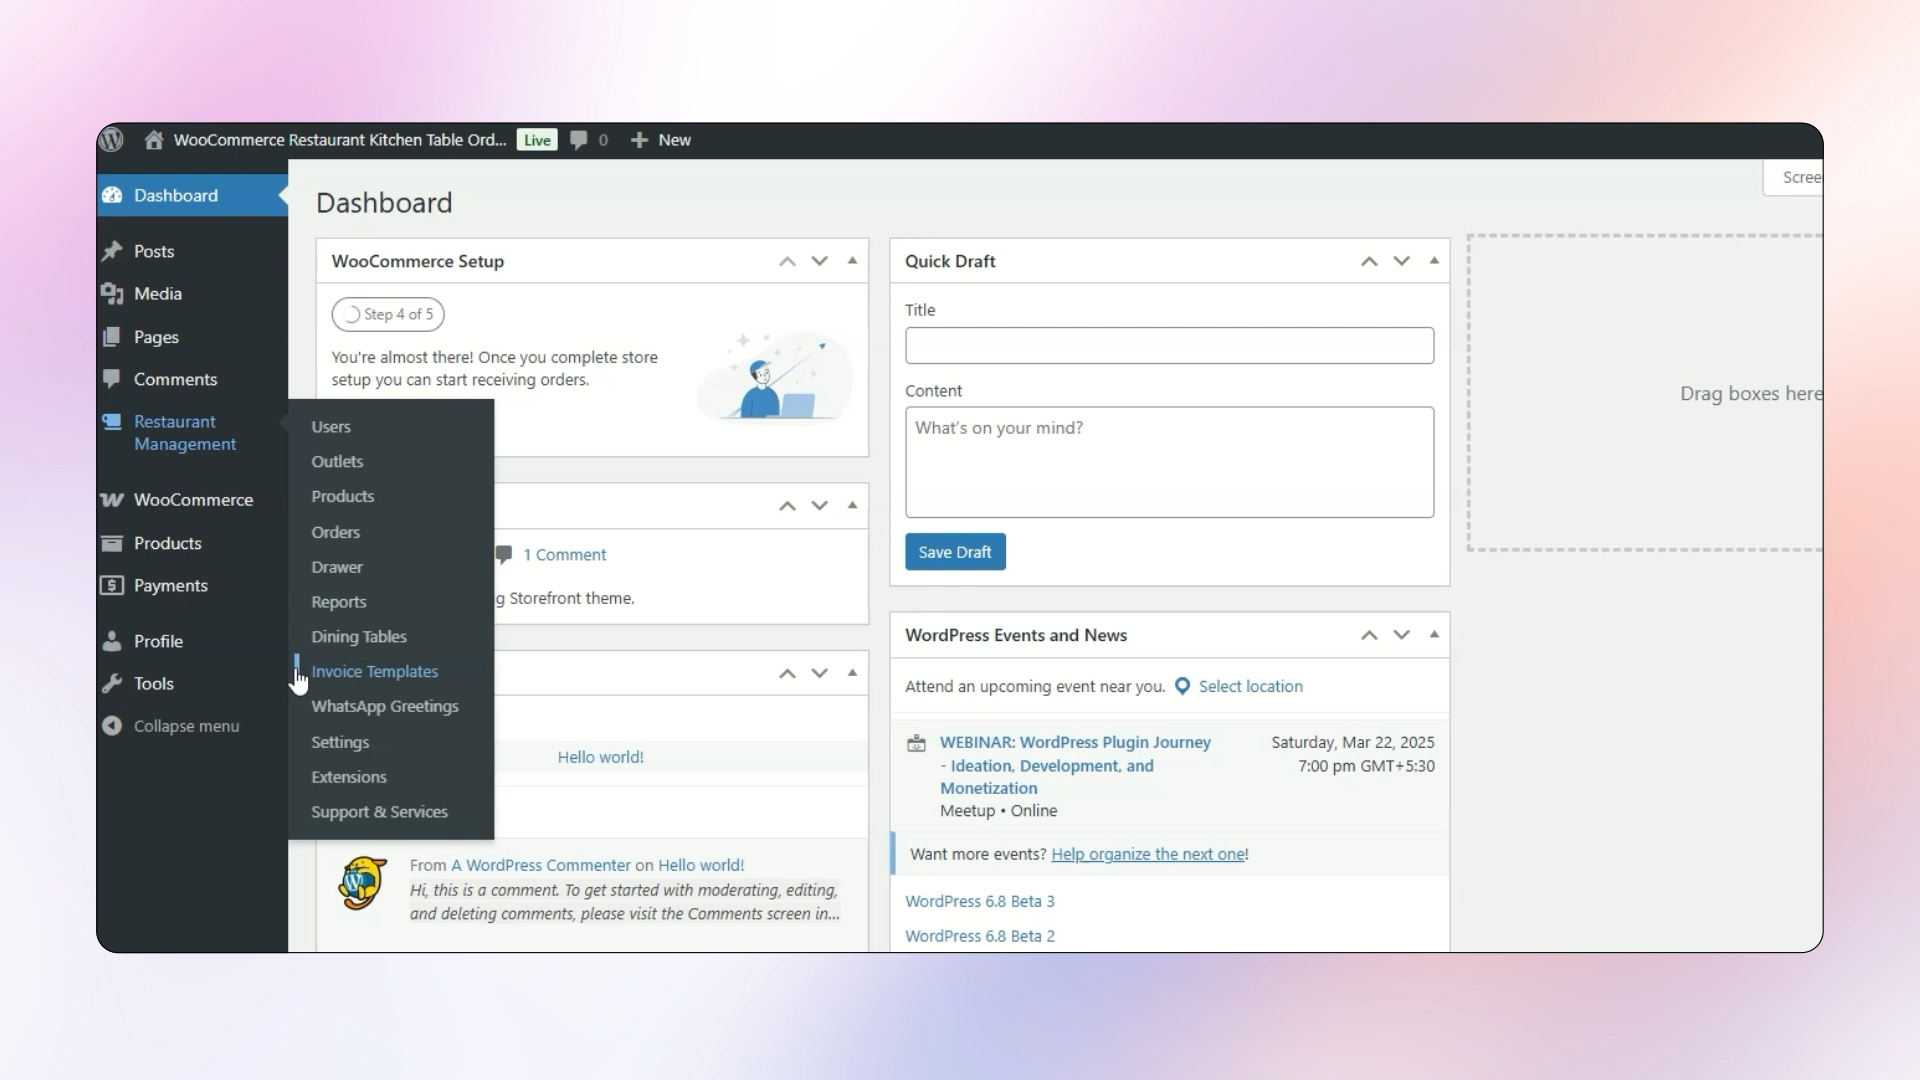 WooCommerce Restaurant Kitchen Table Ord... Live 0 New
Dashboard
Posts
Media
Pages
Comments
Restaurant
Management
WooCommerce
Products
Payments
Profile
Tools
Collapse menu
Users
Outlets
Products
Orders
Drawer
Reports
Dining Tables
Invoice Templates
WhatsApp Greetings
Settings
Extensions
Support & Services
Scree
Dashboard
WooCommerce Setup
Step 4 of 5
You're almost there! Once you complete store
setup you can start receiving orders.
1 Comment
g Storefront theme.
Hello world!
From A WordPress Commenter on Hello world!
Hi, this is a comment. To get started with moderating, editing,
and deleting comments, please visit the Comments screen in...
Quick Draft
Title
Content
What's on your mind?
Save Draft
WordPress Events and News
Attend an upcoming event near you. Select location
WEBINAR: WordPress Plugin Journey
- Ideation, Development, and
Monetization
Meetup • Online
Saturday, Mar 22, 2025
7:00 pm GMT+5:30
Want more events? Help organize the next one!
WordPress 6.8 Beta 3
WordPress 6.8 Beta 2
Drag boxes here